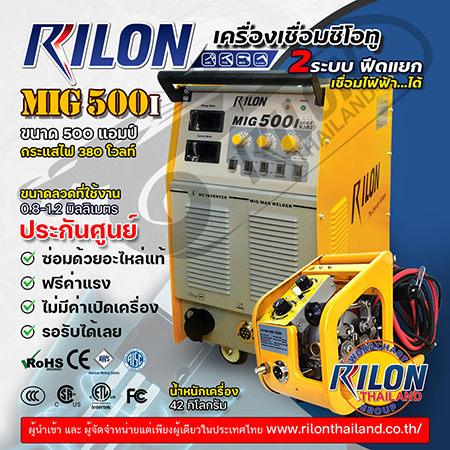 RILON
เครื่องเชื่อมซีโอทู
2 ระบบ ฟีดแยก
เชื่อมไฟฟ้า...ได้
MIG 500I
ขนาด 500 แอมป์
กระแสไฟ 380 โวลท์
ขนาดลวดที่ใช้งาน
0.8-1.2 มิลลิเมตร
ประกันศูนย์
✓ ซ่อมด้วยอะไหล่แท้
✓ ฟรีค่าแรง
✓ ไม่มีค่าเปิดเครื่อง
✓ รอรับได้เลย
RILON
MIG 500I
DC INVERTER
MIG/MAG WELDER
RILON
RoHS CE AWS
Intertek
น้ำหนักเครื่อง
42 กิโลกรัม
WORACHART
RILON
THAILAND
GROUP
ผู้นำเข้า และ ผู้จัดจำหน่ายแต่เพียงผู้เดียวในประเทศไทย www.rilonthailand.co.th/